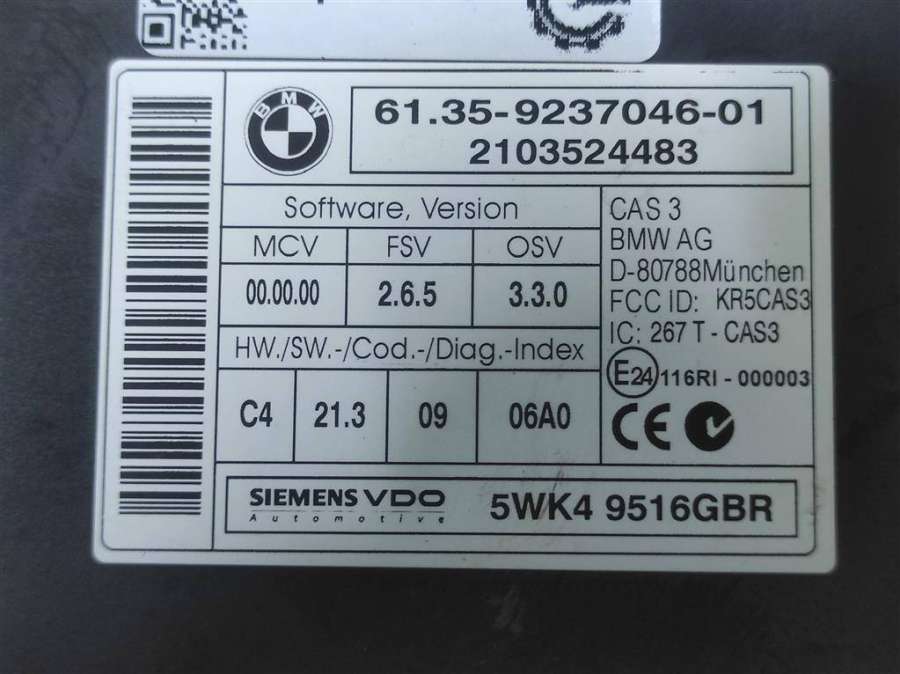 BMW
61.35-9237046-01
2103524483
Software, Version
MCV FSV OSV
00.00.00 2.6.5 3.3.0
HW./SW.-/Cod.-/Diag.-Index
C4 21.3 09 06A0
CAS 3
BMW AG
D-80788München
FCC ID: KR5CAS3
IC: 267 T - CAS3
E24 116RI - 000003
CE
SIEMENS VDO
Automotive
5WK4 9516GBR